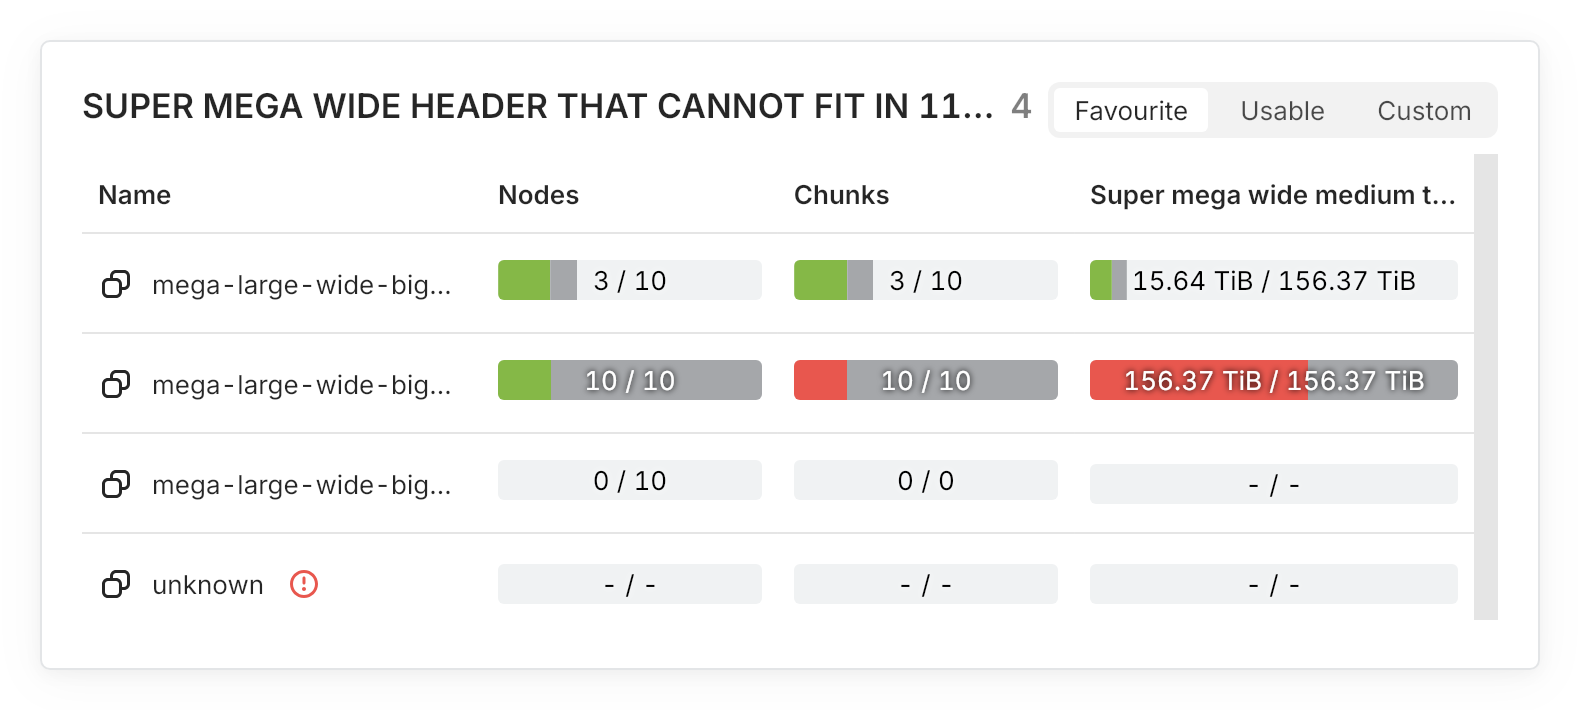 SUPER MEGA WIDE HEADER THAT CANNOT FIT IN 11... 4 Favourite Usable Custom
Name Nodes Chunks Super mega wide medium t...
mega-large-wide-big... 3 / 10 3 / 10 15.64 TiB / 156.37 TiB
mega-large-wide-big... 10 / 10 10 / 10 156.37 TiB / 156.37 TiB
mega-large-wide-big... 0 / 10 0 / 0 - / -
unknown - / - - / - - / -